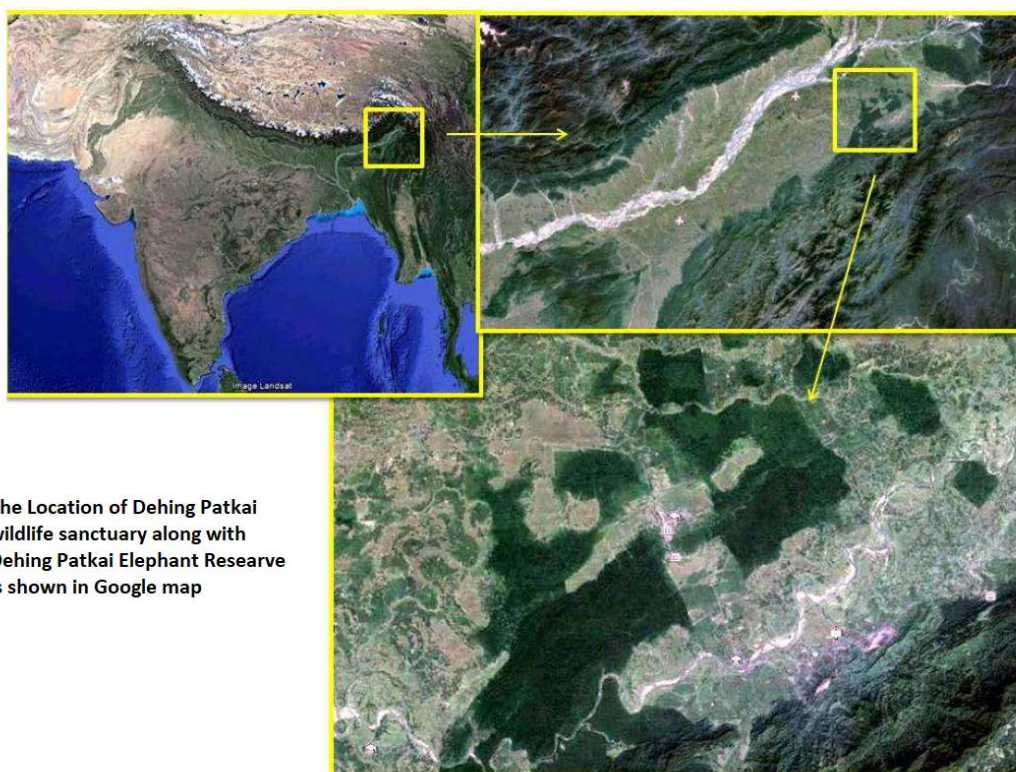 Image Landsat
he Location of Dehing Patkai
wildlife sanctuary along with
Dehing Patkai Elephant Researve
s shown in Google map